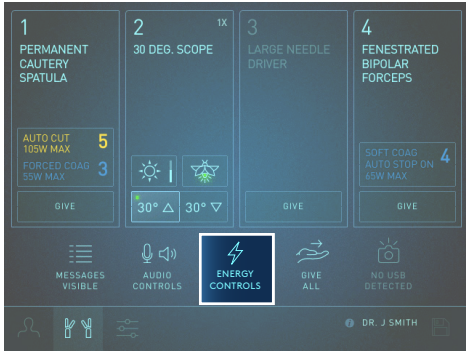 1
PERMANENT
CAUTERY
SPATULA
AUTO CUT
105W MAX
5
FORCED COAG
55W MAX
3
GIVE
2
1X
30 DEG. SCOPE
30° △
30° ▽
3
LARGE NEEDLE
DRIVER
GIVE
4
FENESTRATED
BIPOLAR
FORCEPS
SOFT COAG
AUTO STOP ON
65W MAX
4
GIVE
MESSAGES
VISIBLE
AUDIO
CONTROLS
ENERGY
CONTROLS
GIVE
ALL
NO USB
DETECTED
DR. J SMITH